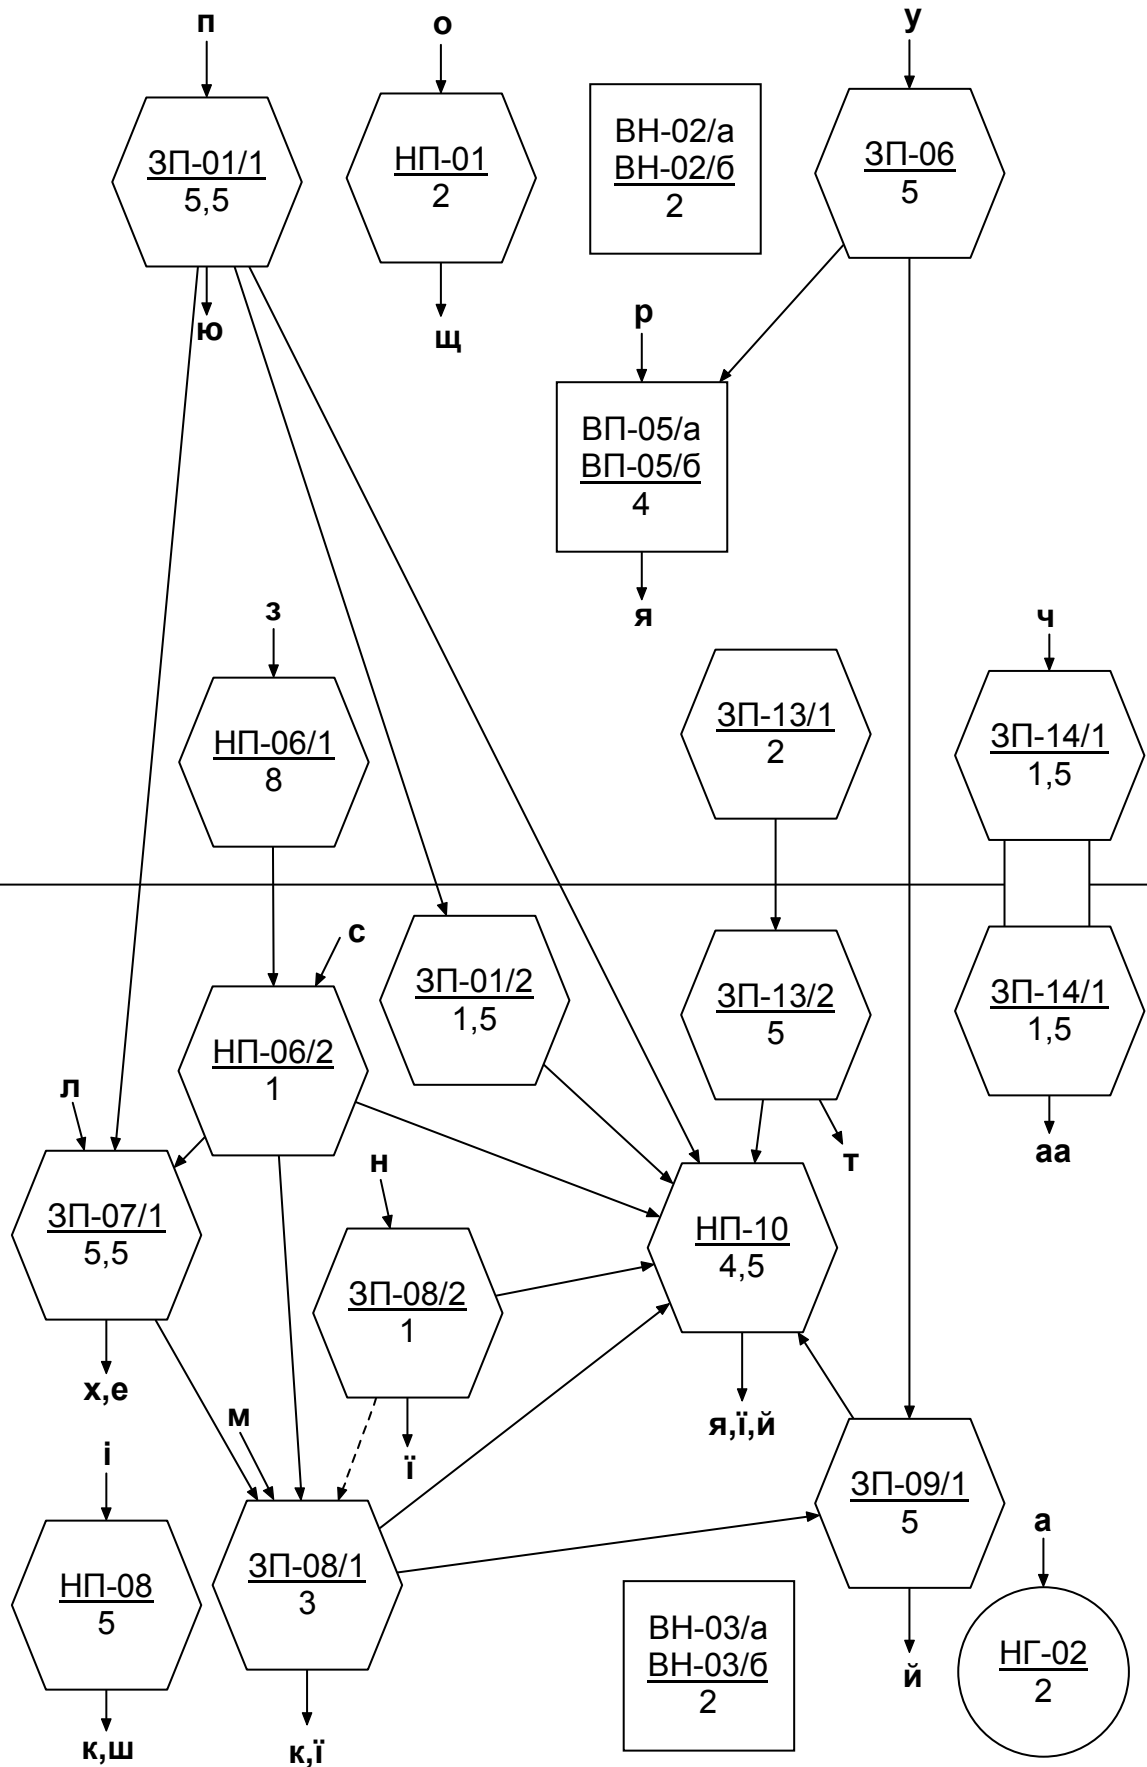 п
о
у
ЗП-01/1
5,5
НП-01
2
ВН-02/а
ВН-02/б
2
ЗП-06
5
ю
щ
р
ВП-05/а
ВП-05/б
4
я
з
ч
НП-06/1
8
ЗП-13/1
2
ЗП-14/1
1,5
с
ЗП-01/2
1,5
ЗП-13/2
5
ЗП-14/1
1,5
НП-06/2
1
л
н
т
аа
ЗП-07/1
5,5
НП-10
4,5
ЗП-08/2
1
х,е
м
я,ї,й
і
ї
ЗП-09/1
5
а
НП-08
5
ЗП-08/1
3
ВН-03/а
ВН-03/б
2
НГ-02
2
й
к,ш
к,ї